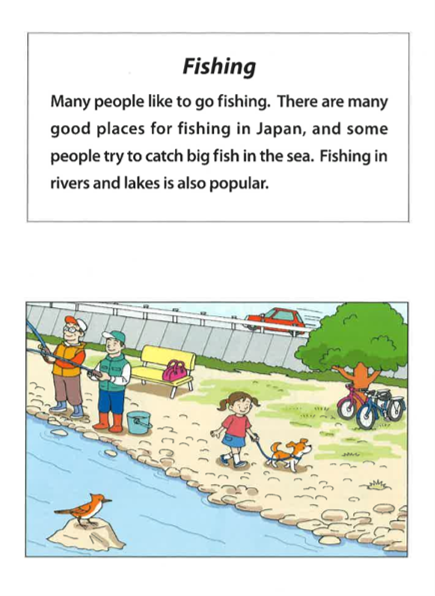 Fishing
Many people like to go fishing. There are many
good places for fishing in Japan, and some
people try to catch big fish in the sea. Fishing in
rivers and lakes is also popular.